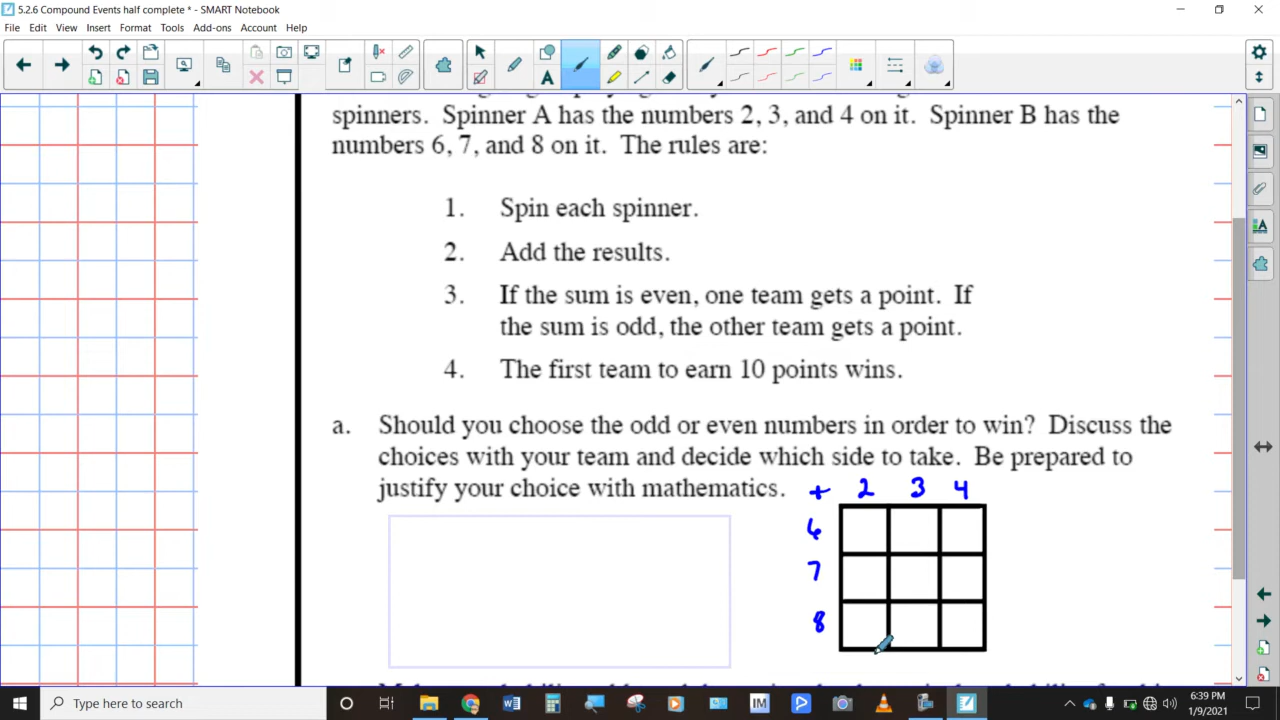 5.2.6 Compound Events half complete * - SMART Notebook
File Edit View Insert Format Tools Add-ons Account Help
spinners. Spinner A has the numbers 2, 3, and 4 on it. Spinner B has the
numbers 6, 7, and 8 on it. The rules are:
1. Spin each spinner.
2. Add the results.
3. If the sum is even, one team gets a point. If
the sum is odd, the other team gets a point.
4. The first team to earn 10 points wins.
a. Should you choose the odd or even numbers in order to win? Discuss the
choices with your team and decide which side to take. Be prepared to
justify your choice with mathematics.
+ 2 3 4
6
7
8
Type here to search
6:39 PM
1/9/2021